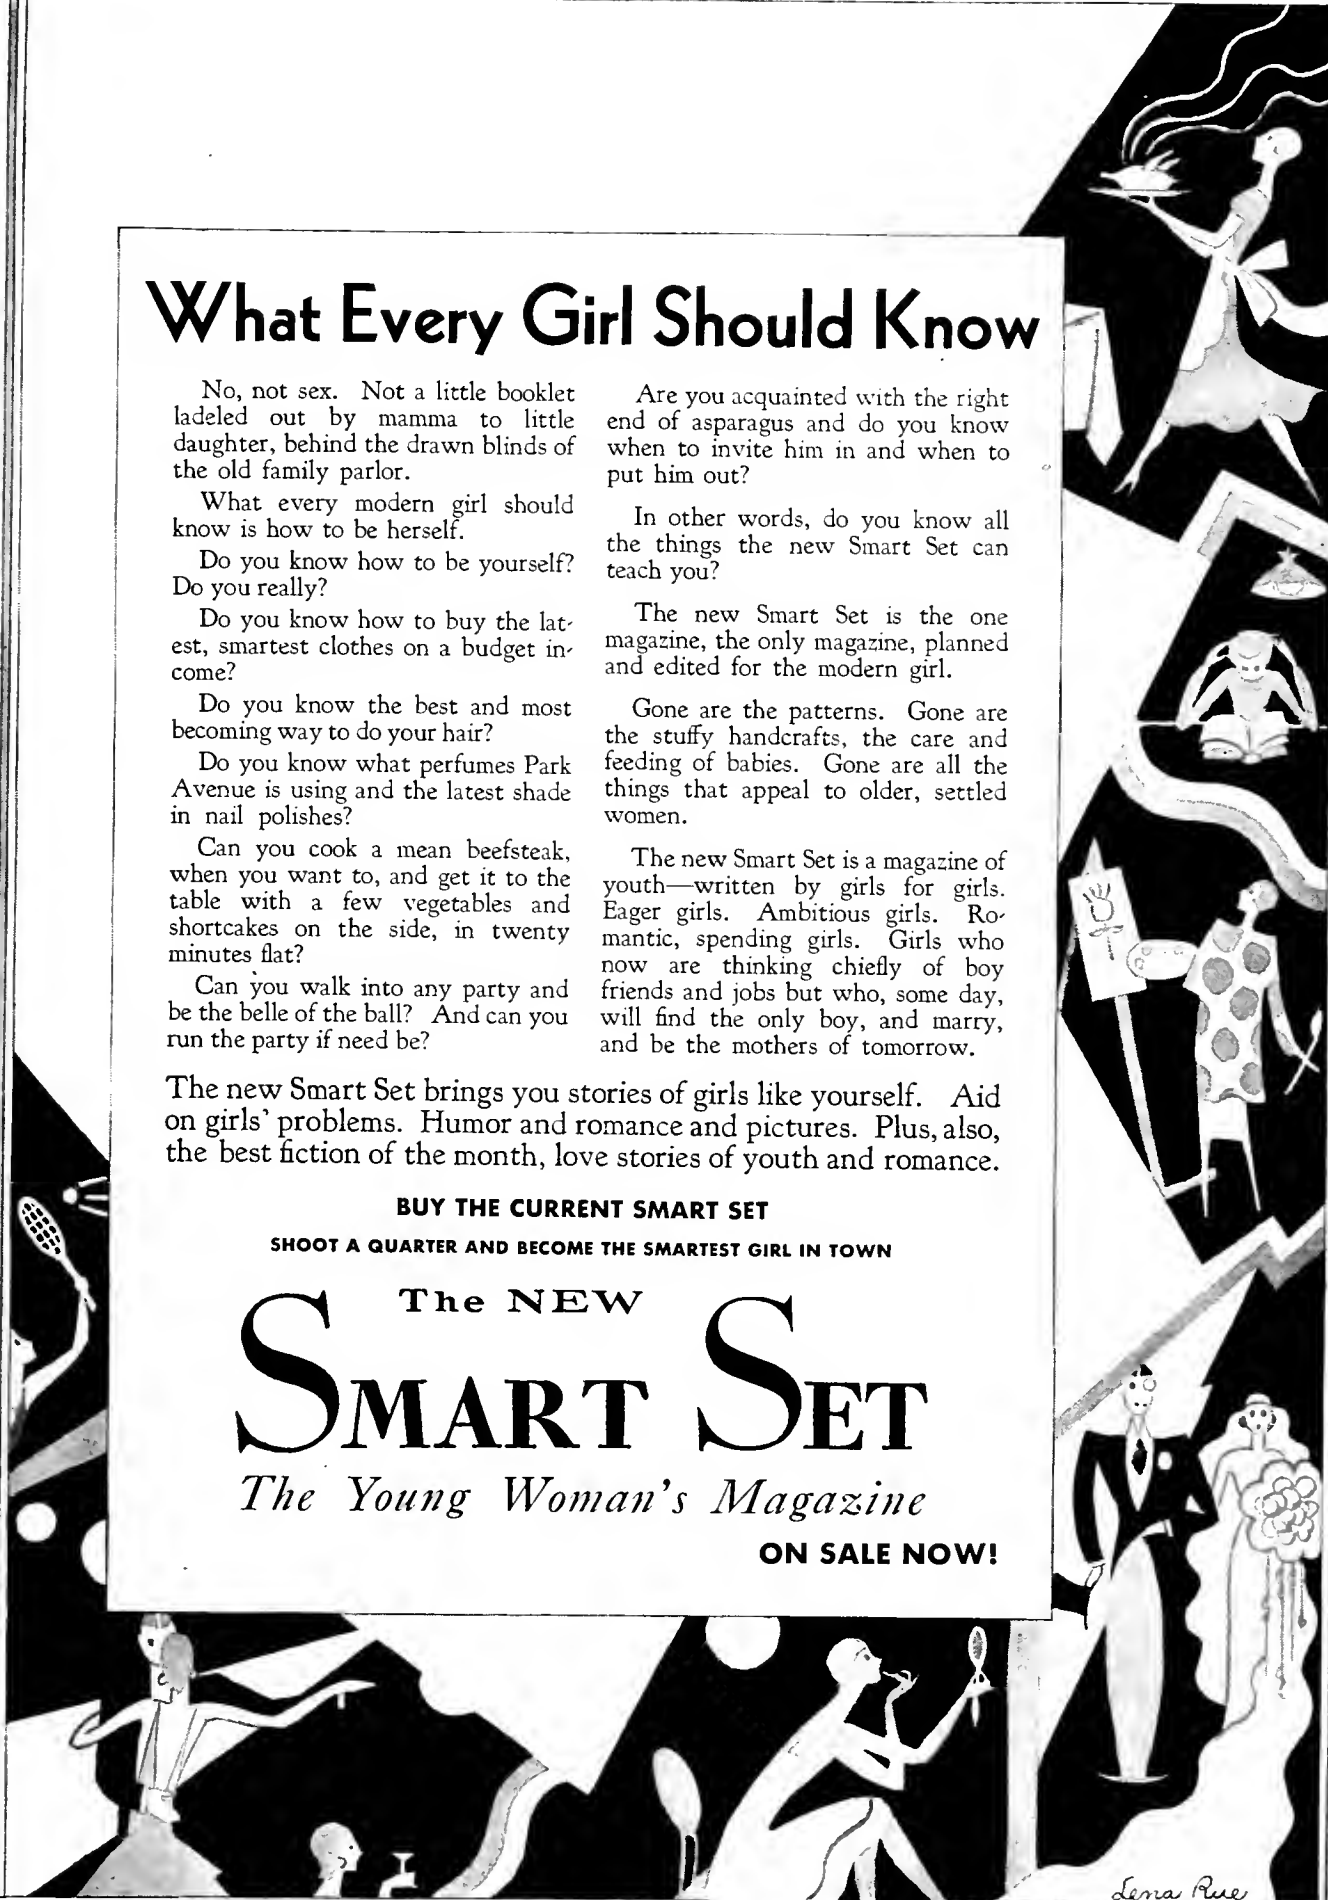 What Every Girl Should Know
No, not sex. Not a little booklet
ladeled out by mamma to little
daughter, behind the drawn blinds of
the old family parlor.
What every modern girl should
know is how to be herself.
Do you know how to be yourself?
Do you really?
Do you know how to buy the lat-
est, smartest clothes on a budget in-
come?
Do you know the best and most
becoming way to do your hair?
Do you know what perfumes Park
Avenue is using and the latest shade
in nail polishes?
Can you cook a mean beefsteak,
when you want to, and get it to the
table with a few vegetables and
shortcakes on the side, in twenty
minutes flat?
Can you walk into any party and
be the belle of the ball? And can you
run the party if need be?
Are you acquainted with the right
end of asparagus and do you know
when to invite him in and when to
put him out?
In other words, do you know all
the things the new Smart Set can
teach you?
The new Smart Set is the one
magazine, the only magazine, planned
and edited for the modern girl.
Gone are the patterns. Gone are
the stuffy handcrafts, the care and
feeding of babies. Gone are all the
things that appeal to older, settled
women.
The new Smart Set is a magazine of
youth—written by girls for girls.
Eager girls. Ambitious girls. Ro-
mantic, spending girls. Girls who
now are thinking chiefly of boy
friends and jobs but who, some day,
will find the only boy, and marry,
and be the mothers of tomorrow.
The new Smart Set brings you stories of girls like yourself. Aid
on girls' problems. Humor and romance and pictures. Plus, also,
the best fiction of the month, love stories of youth and romance.
BUY THE CURRENT SMART SET
SHOOT A QUARTER AND BECOME THE SMARTEST GIRL IN TOWN
The NEW
SMART SET
The Young Woman's Magazine
ON SALE NOW!
Lena Rue